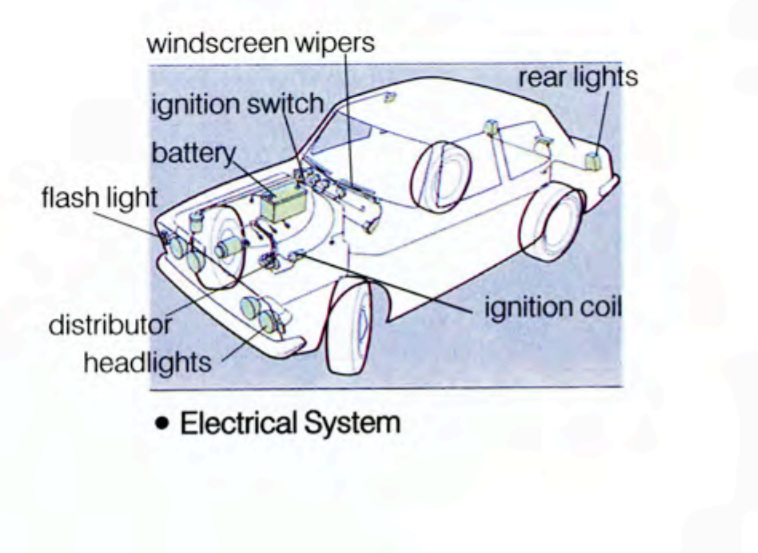 windscreen wipers
rear lights
ignition switch
battery
flash light
ignition coil
distributor
headlights
• Electrical System